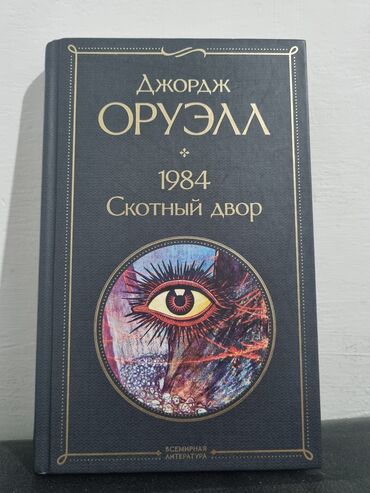 Джордж
ОРУЭЛЛ
1984
Скотный двор
ВСЕМИРНАЯ
ЛИТЕРАТУРА